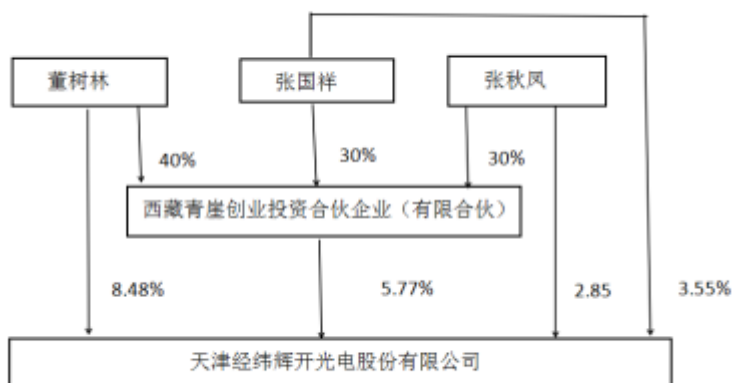 董树林
张国祥
张秋凤
40%
30%
30%
西藏青崖创业投资合伙企业（有限合伙）
8.48%
5.77%
2.85
3.55%
天津经纬辉开光电股份有限公司